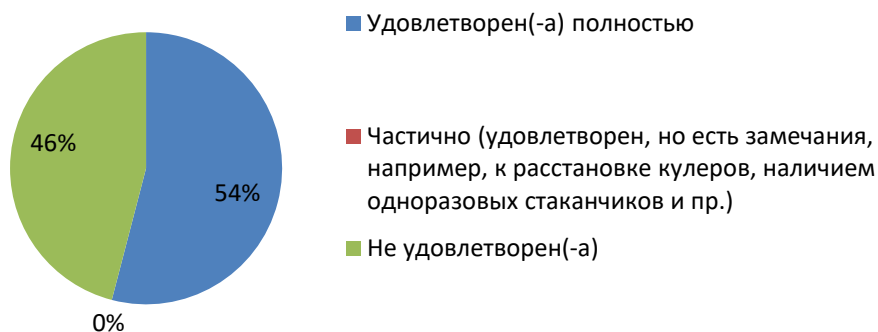 Удовлетворен(-а) полностью
46%
Частично (удовлетворен, но есть замечания,
например, к расстановке кулеров, наличием
одноразовых стаканчиков и пр.)
54%
Не удовлетворен(-а)
0%